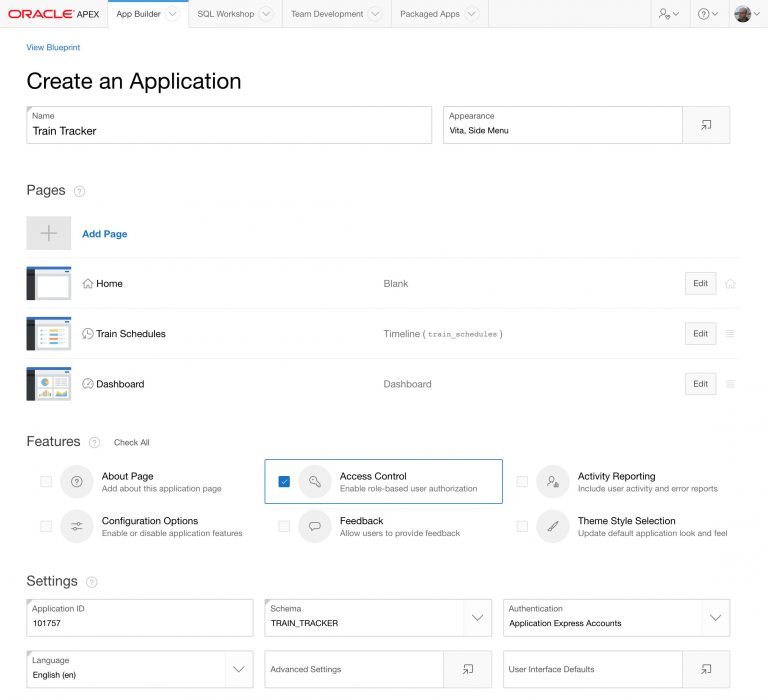 ORACLE APEX App Builder SQL Workshop Team Development Packaged Apps
View Blueprint
Create an Application
Name
Train Tracker
Appearance
Vita, Side Menu
Pages ?
Add Page
Home Blank Edit
Train Schedules Timeline ( train_schedules ) Edit
Dashboard Dashboard Edit
Features ? Check All
About Page
Add about this application page
Access Control
Enable role-based user authorization
Activity Reporting
Include user activity and error reports
Configuration Options
Enable or disable application features
Feedback
Allow users to provide feedback
Theme Style Selection
Update default application look and feel
Settings ?
Application ID
101757
Schema
TRAIN_TRACKER
Authentication
Application Express Accounts
Language
English (en)
Advanced Settings
User Interface Defaults